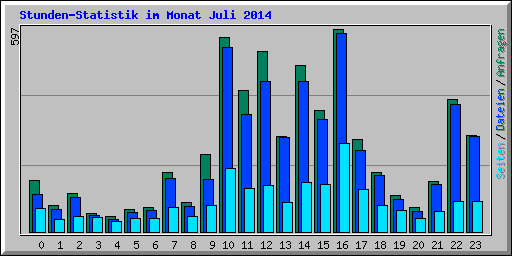 Stunden-Statistik im Monat Juli 2014
597
Seiten/Dateien/Anfragen
0 1 2 3 4 5 6 7 8 9 10 11 12 13 14 15 16 17 18 19 20 21 22 23